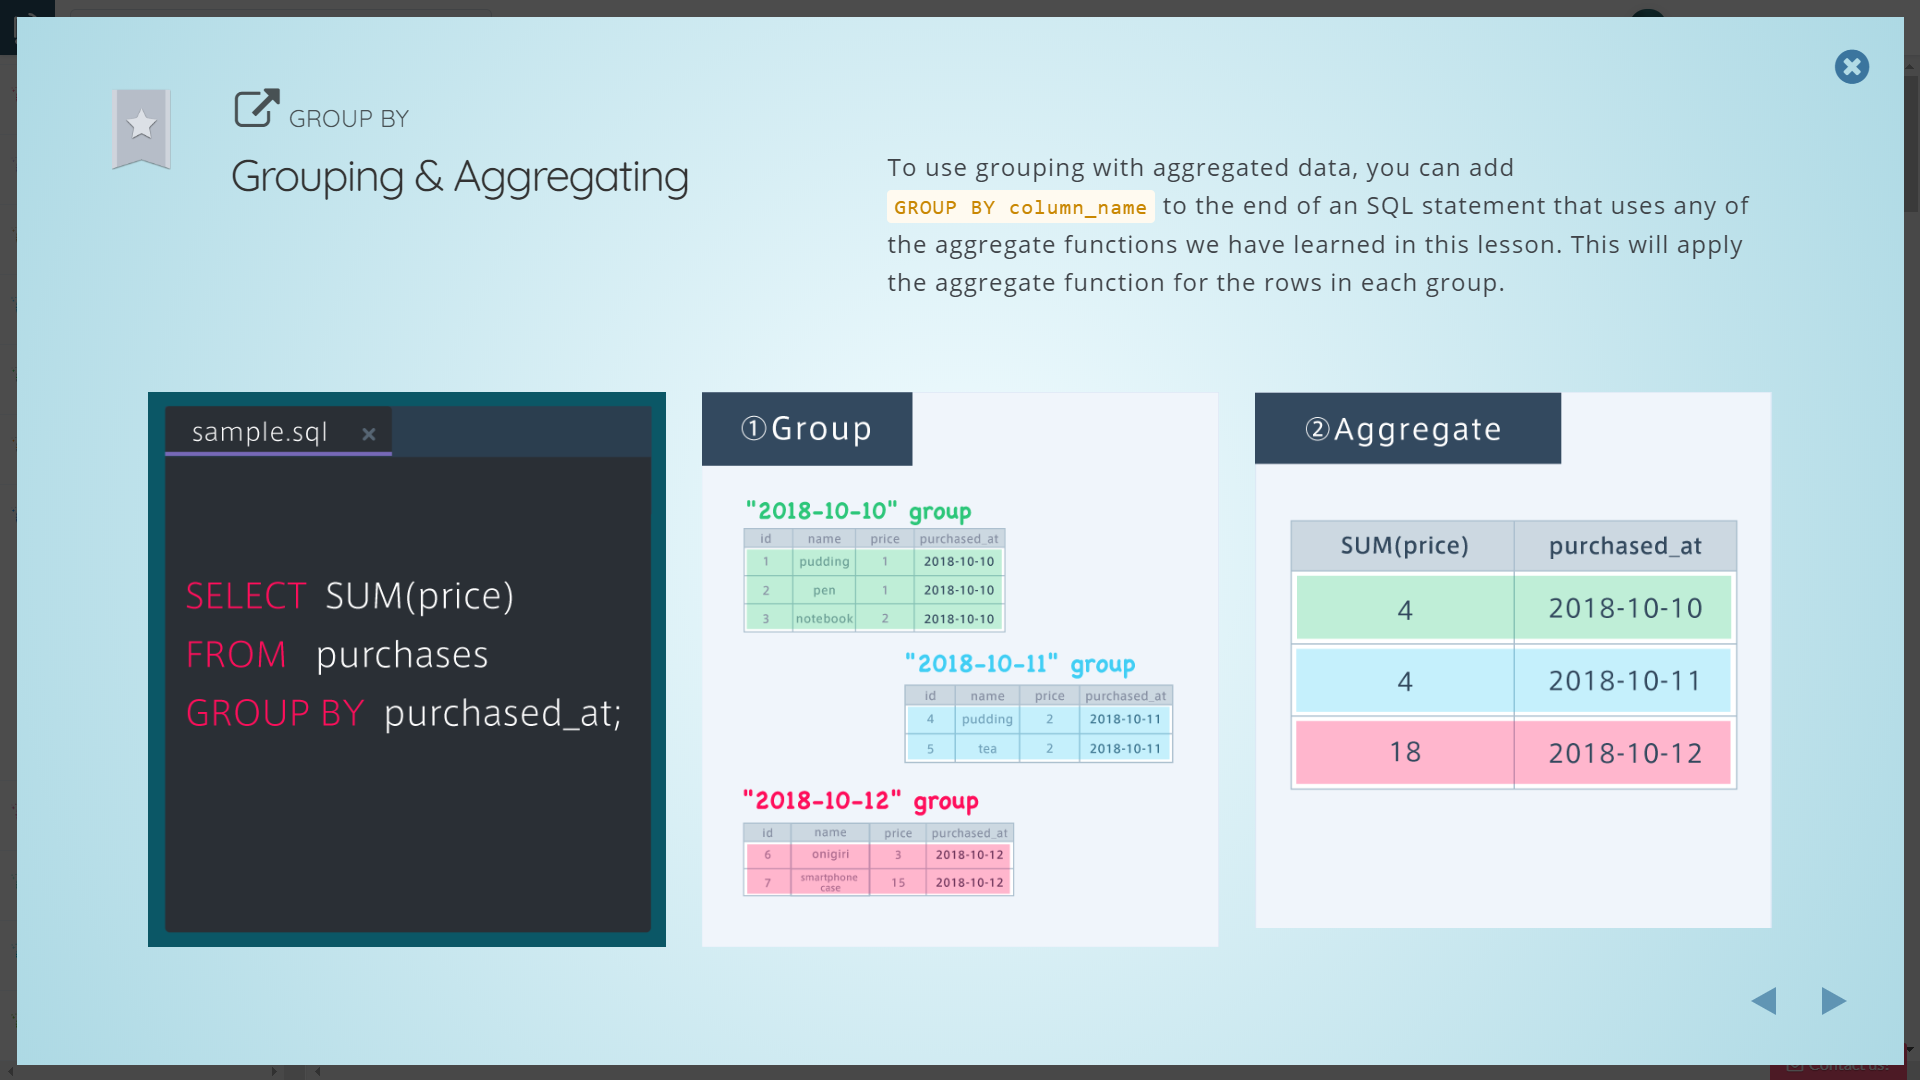 GROUP BY
Grouping & Aggregating
To use grouping with aggregated data, you can add
GROUP BY column_name to the end of an SQL statement that uses any of
the aggregate functions we have learned in this lesson. This will apply
the aggregate function for the rows in each group.
sample.sql x
SELECT SUM(price)
FROM purchases
GROUP BY purchased_at;
①Group
"2018-10-10" group
id name price purchased_at
1 pudding 1 2018-10-10
2 pen 1 2018-10-10
3 notebook 2 2018-10-10
"2018-10-11" group
id name price purchased_at
4 pudding 2 2018-10-11
5 tea 2 2018-10-11
"2018-10-12" group
id name price purchased_at
6 onigiri 3 2018-10-12
7 smartphone case 15 2018-10-12
②Aggregate
SUM(price) purchased_at
4 2018-10-10
4 2018-10-11
18 2018-10-12
Contact us!